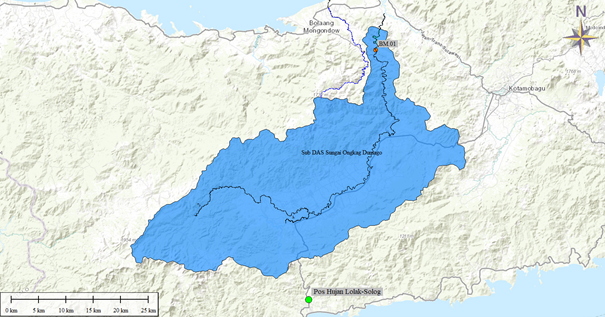 N
Bolaang
Mongondow
BM 01
Kotamobagu
Sub DAS Sungai Ongkag Dumogo
Pos Hujan Lolak-Solog
0 km 5 km 10 km 15 km 20 km 25 km